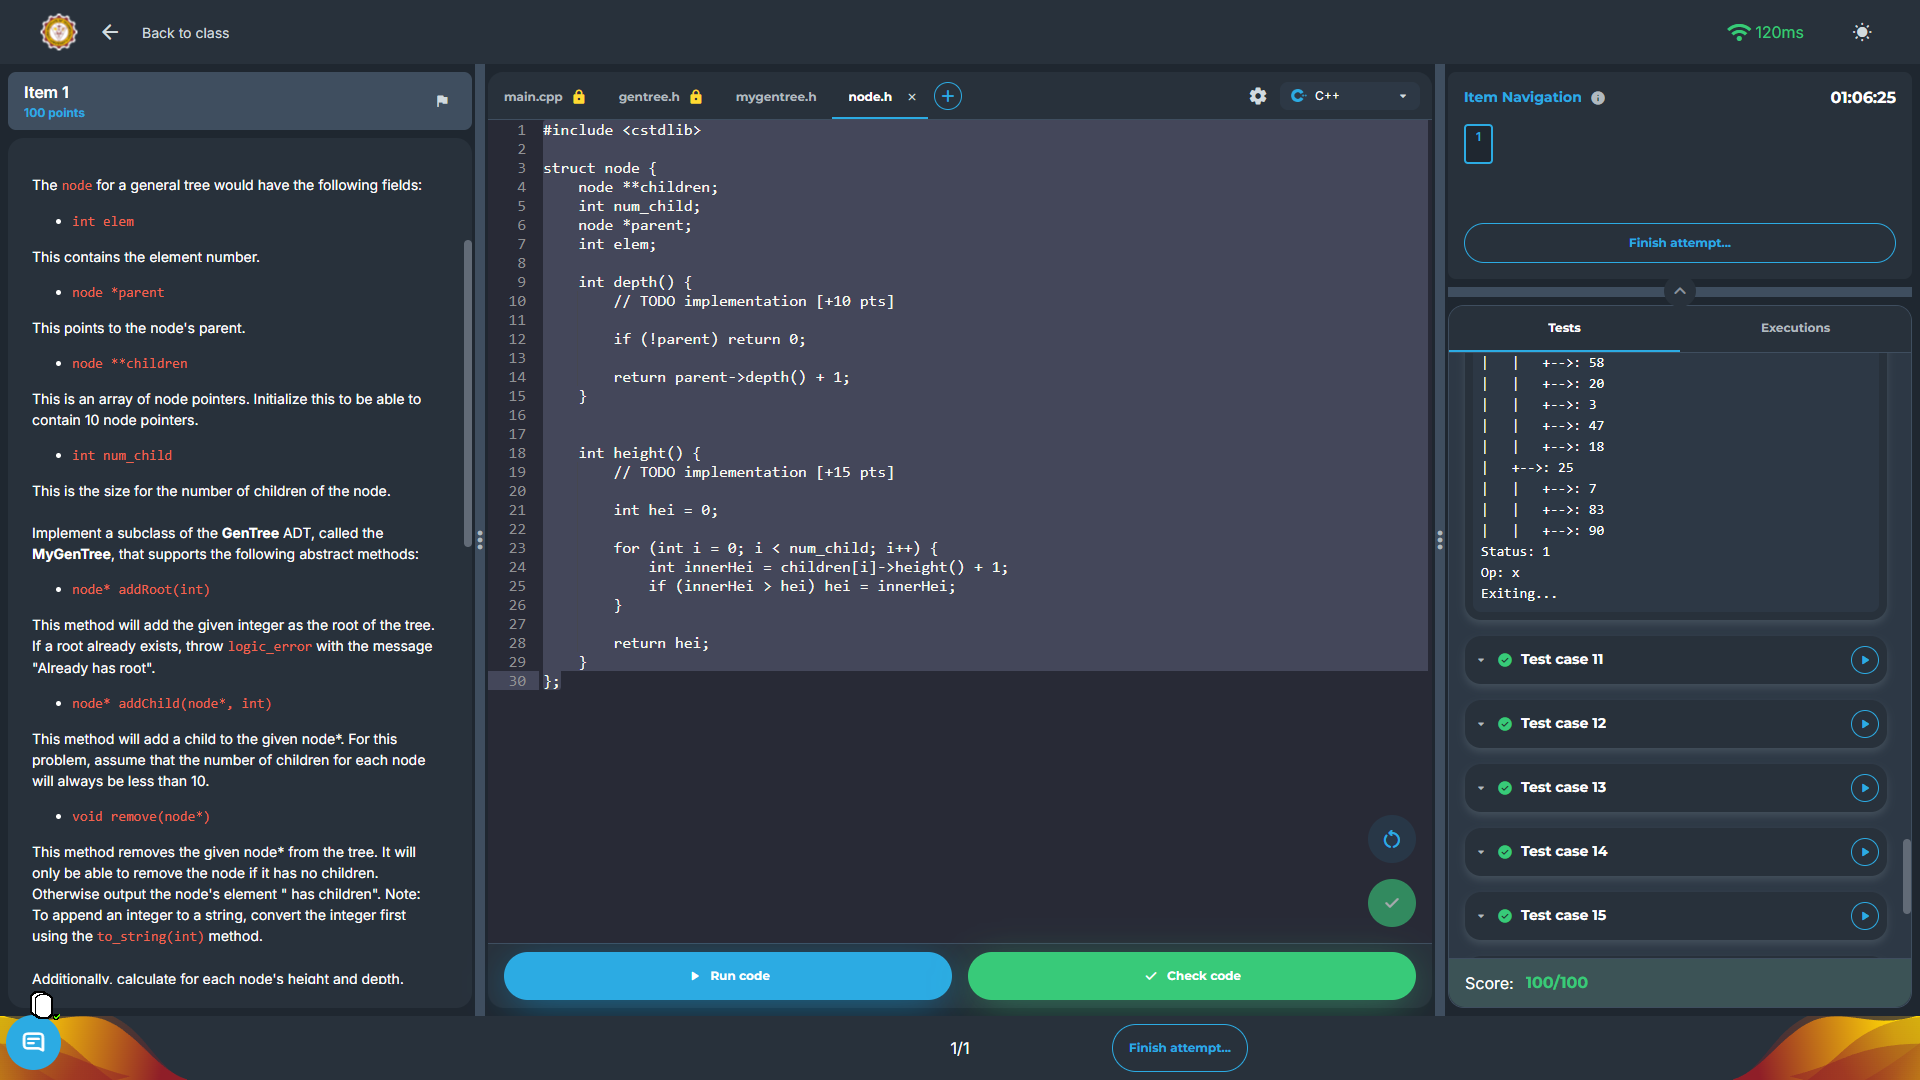 Back to class
120ms
Item 1
100 points
The node for a general tree would have the following fields:
int elem
This contains the element number.
node *parent
This points to the node's parent.
node **children
This is an array of node pointers. Initialize this to be able to
contain 10 node pointers.
int num_child
This is the size for the number of children of the node.
Implement a subclass of the GenTree ADT, called the
MyGenTree, that supports the following abstract methods:
node* addRoot(int)
This method will add the given integer as the root of the tree.
If a root already exists, throw logic_error with the message
"Already has root".
node* addChild(node*, int)
This method will add a child to the given node*. For this
problem, assume that the number of children for each node
will always be less than 10.
void remove(node*)
This method removes the given node* from the tree. It will
only be able to remove the node if it has no children.
Otherwise output the node's element " has children". Note:
To append an integer to a string, convert the integer first
using the to_string(int) method.
Additionally, calculate for each node's height and depth.
main.cpp gentree.h mygentree.h node.h × +
C++
1 #include <cstdlib>
2
3 struct node {
4     node **children;
5     int num_child;
6     node *parent;
7     int elem;
8
9     int depth() {
10         // TODO implementation [+10 pts]
11
12         if (!parent) return 0;
13
14         return parent->depth() + 1;
15     }
16
17
18     int height() {
19         // TODO implementation [+15 pts]
20
21         int hei = 0;
22
23         for (int i = 0; i < num_child; i++) {
24             int innerHei = children[i]->height() + 1;
25             if (innerHei > hei) hei = innerHei;
26         }
27
28         return hei;
29     }
30 };
Run code
Check code
Item Navigation
01:06:25
1
Finish attempt...
Tests
Executions
|   |   +-->: 58
|   |   +-->: 20
|   |   +-->: 3
|   |   +-->: 47
|   |   +-->: 18
|   +-->: 25
|   |   +-->: 7
|   |   +-->: 83
|   |   +-->: 90
Status: 1
Op: x
Exiting...
Test case 11
Test case 12
Test case 13
Test case 14
Test case 15
Score: 100/100
1/1
Finish attempt...